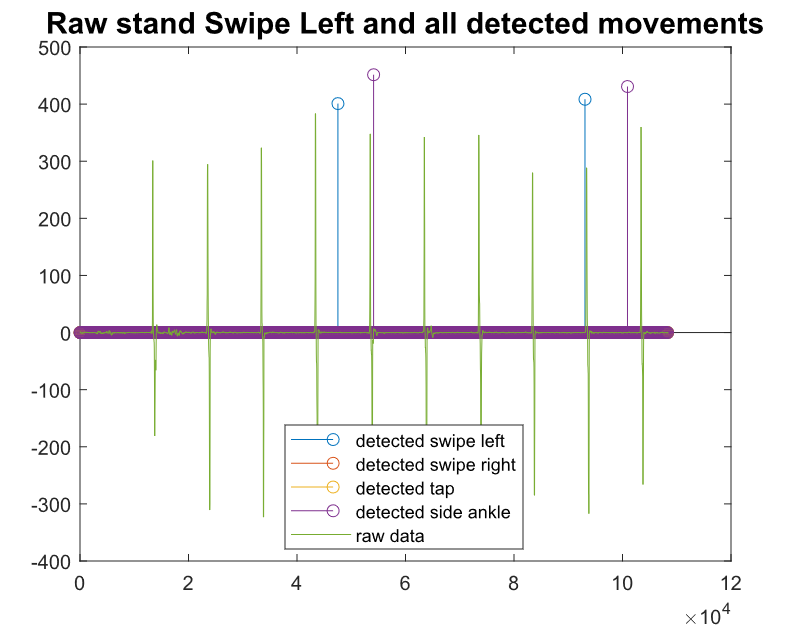 Raw stand Swipe Left and all detected movements
500
400
300
200
100
0
-100
-200
-300
-400
detected swipe left
detected swipe right
detected tap
detected side ankle
raw data
0 2 4 6 8 10 12
×10⁴